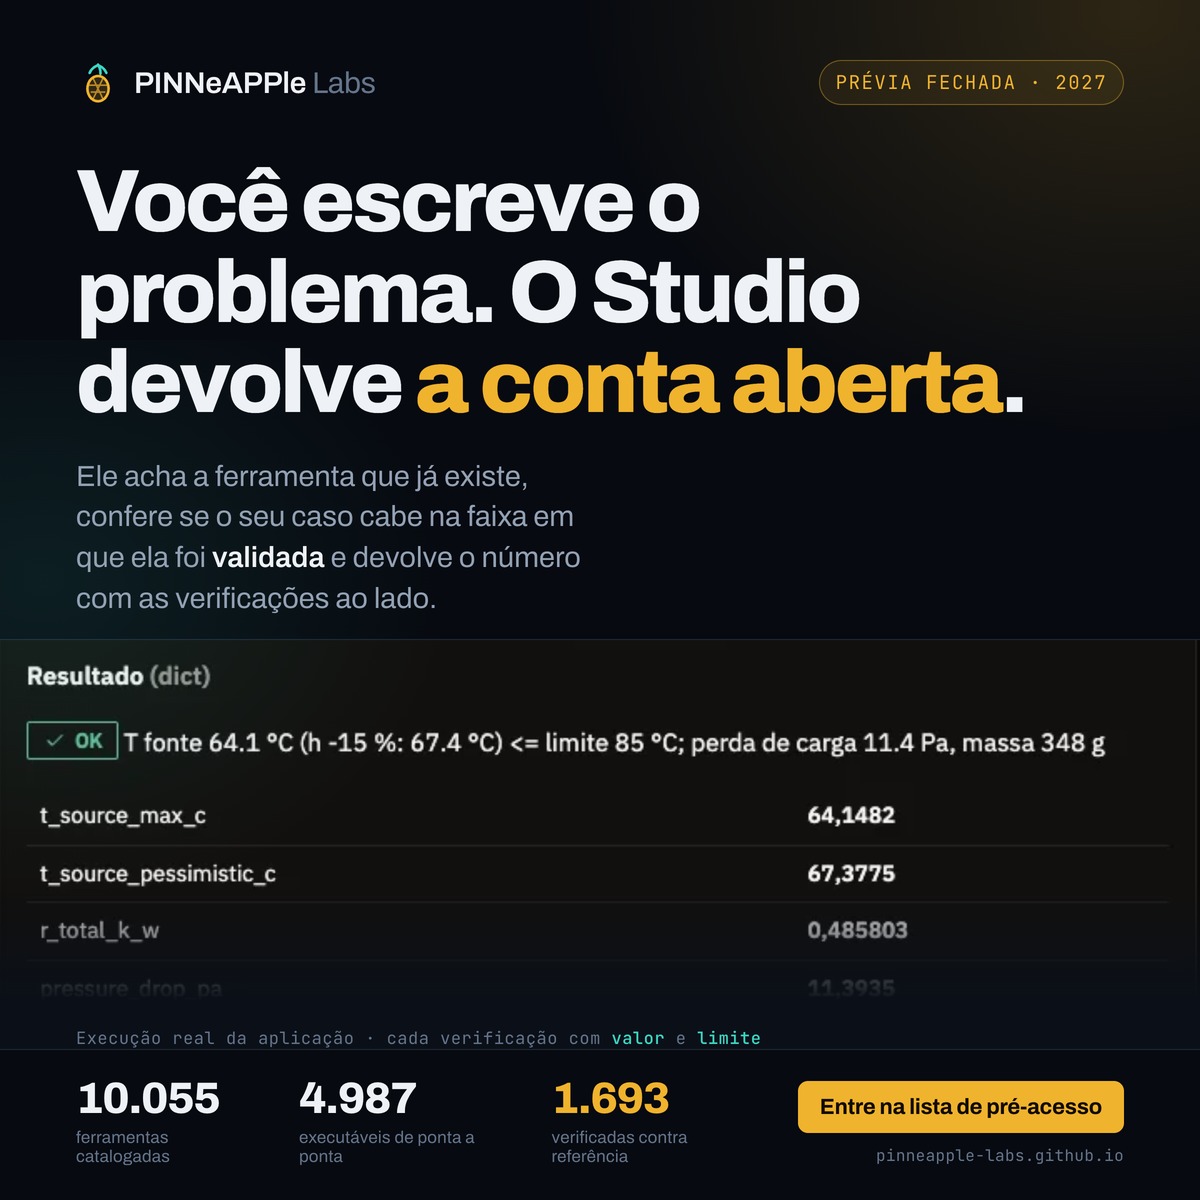 PINNeAPPle Labs
PRÉVIA FECHADA · 2027
Você escreve o
problema. O Studio
devolve a conta aberta.
Ele acha a ferramenta que já existe,
confere se o seu caso cabe na faixa em
que ela foi validada e devolve o número
com as verificações ao lado.
Resultado (dict)
✓ OK T fonte 64.1 °C (h -15 %: 67.4 °C) <= limite 85 °C; perda de carga 11.4 Pa, massa 348 g
t_source_max_c 64,1482
t_source_pessimistic_c 67,3775
r_total_k_w 0,485803
pressure_drop_pa 11,3935
Execução real da aplicação · cada verificação com valor e limite
10.055
ferramentas
catalogadas
4.987
executáveis de ponta a
ponta
1.693
verificadas contra
referência
Entre na lista de pré-acesso
pinneapple-labs.github.io